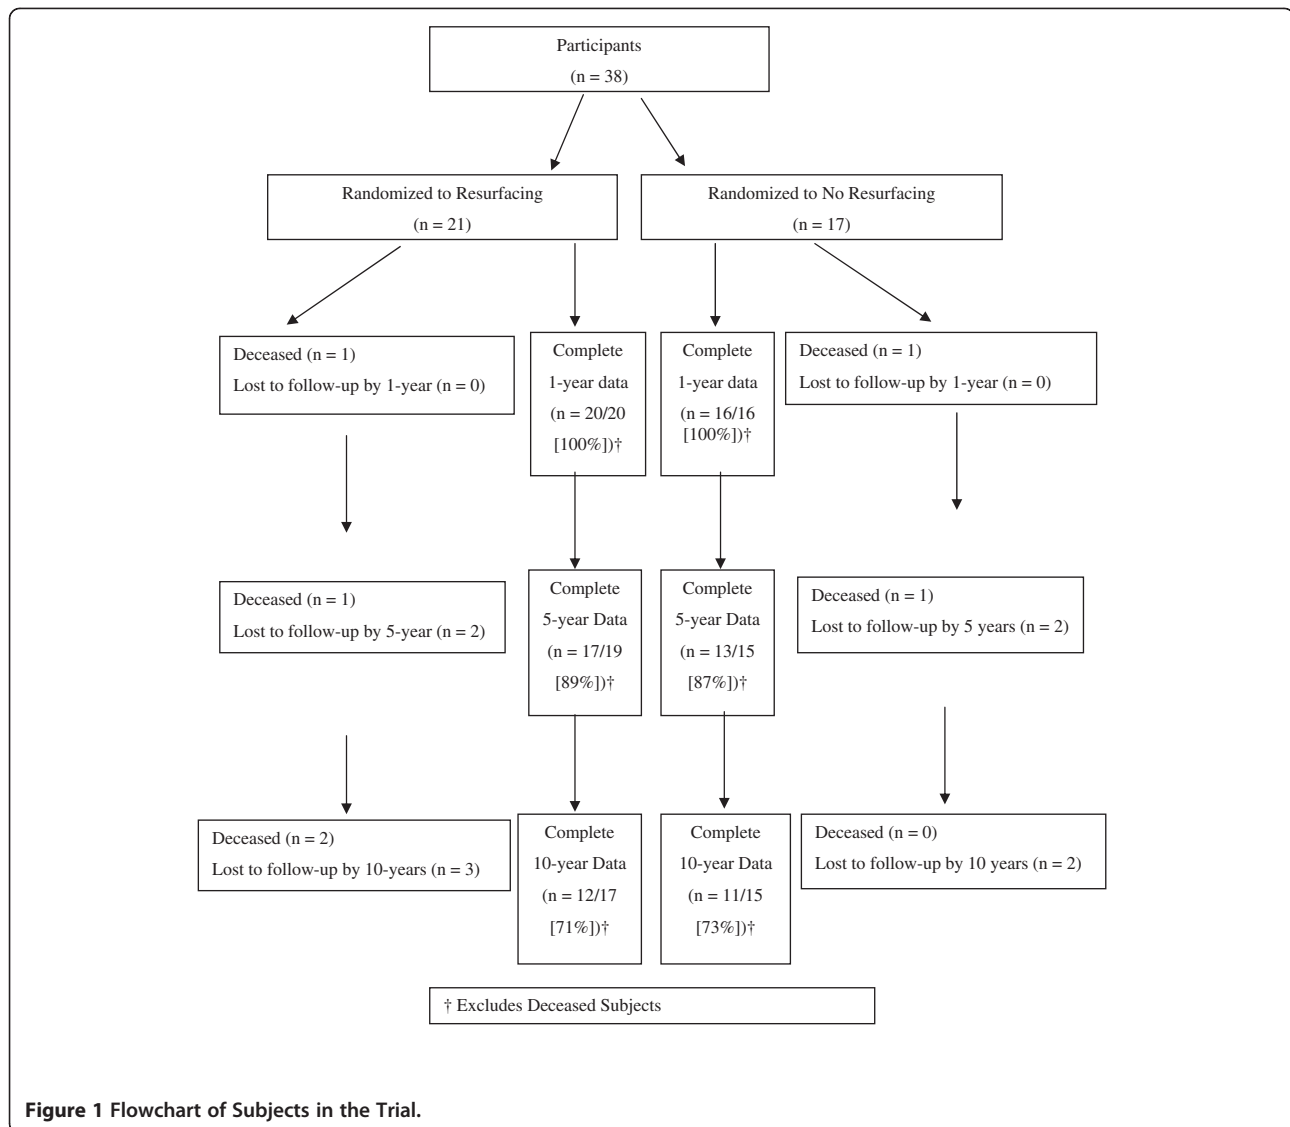 Participants
(n = 38)
Randomized to Resurfacing
(n = 21)
Randomized to No Resurfacing
(n = 17)
Deceased (n = 1)
Lost to follow-up by 1-year (n = 0)
Complete
1-year data
(n = 20/20
[100%])†
Complete
1-year data
(n = 16/16
[100%])†
Deceased (n = 1)
Lost to follow-up by 1-year (n = 0)
Deceased (n = 1)
Lost to follow-up by 5-year (n = 2)
Complete
5-year Data
(n = 17/19
[89%])†
Complete
5-year Data
(n = 13/15
[87%])†
Deceased (n = 1)
Lost to follow-up by 5 years (n = 2)
Deceased (n = 2)
Lost to follow-up by 10-years (n = 3)
Complete
10-year Data
(n = 12/17
[71%])†
Complete
10-year Data
(n = 11/15
[73%])†
Deceased (n = 0)
Lost to follow-up by 10 years (n = 2)
† Excludes Deceased Subjects
Figure 1 Flowchart of Subjects in the Trial.